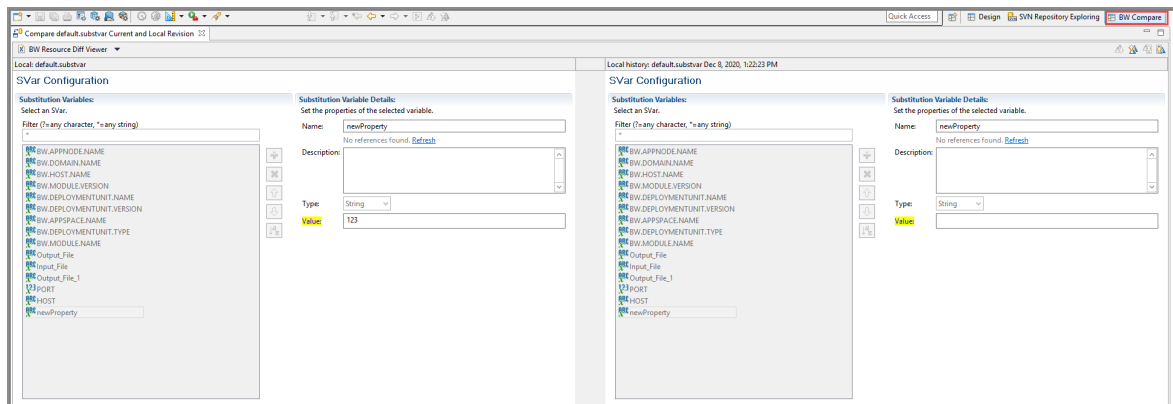 Quick Access
Design
SVN Repository Exploring
BW Compare
Compare default.substvar Current and Local Revision
BW Resource Diff Viewer
Local: default.substvar
Local history: default.substvar Dec 8, 2020, 1:22:23 PM
SVar Configuration
Substitution Variables:
Select an SVar.
Filter (?=any character, *=any string)
*
BW.APPNODE.NAME
BW.DOMAIN.NAME
BW.HOST.NAME
BW.MODULE.VERSION
BW.DEPLOYMENTUNIT.NAME
BW.DEPLOYMENTUNIT.VERSION
BW.APPSPACE.NAME
BW.DEPLOYMENTUNIT.TYPE
BW.MODULE.NAME
Output_File
Input_File
Output_File_1
PORT
HOST
newProperty
Substitution Variable Details:
Set the properties of the selected variable.
Name: newProperty
No references found. Refresh
Description:
Type: String
Value: 123
SVar Configuration
Substitution Variables:
Select an SVar.
Filter (?=any character, *=any string)
*
BW.APPNODE.NAME
BW.DOMAIN.NAME
BW.HOST.NAME
BW.MODULE.VERSION
BW.DEPLOYMENTUNIT.NAME
BW.DEPLOYMENTUNIT.VERSION
BW.APPSPACE.NAME
BW.DEPLOYMENTUNIT.TYPE
BW.MODULE.NAME
Output_File
Input_File
Output_File_1
PORT
HOST
newProperty
Substitution Variable Details:
Set the properties of the selected variable.
Name: newProperty
No references found. Refresh
Description:
Type: String
Value: